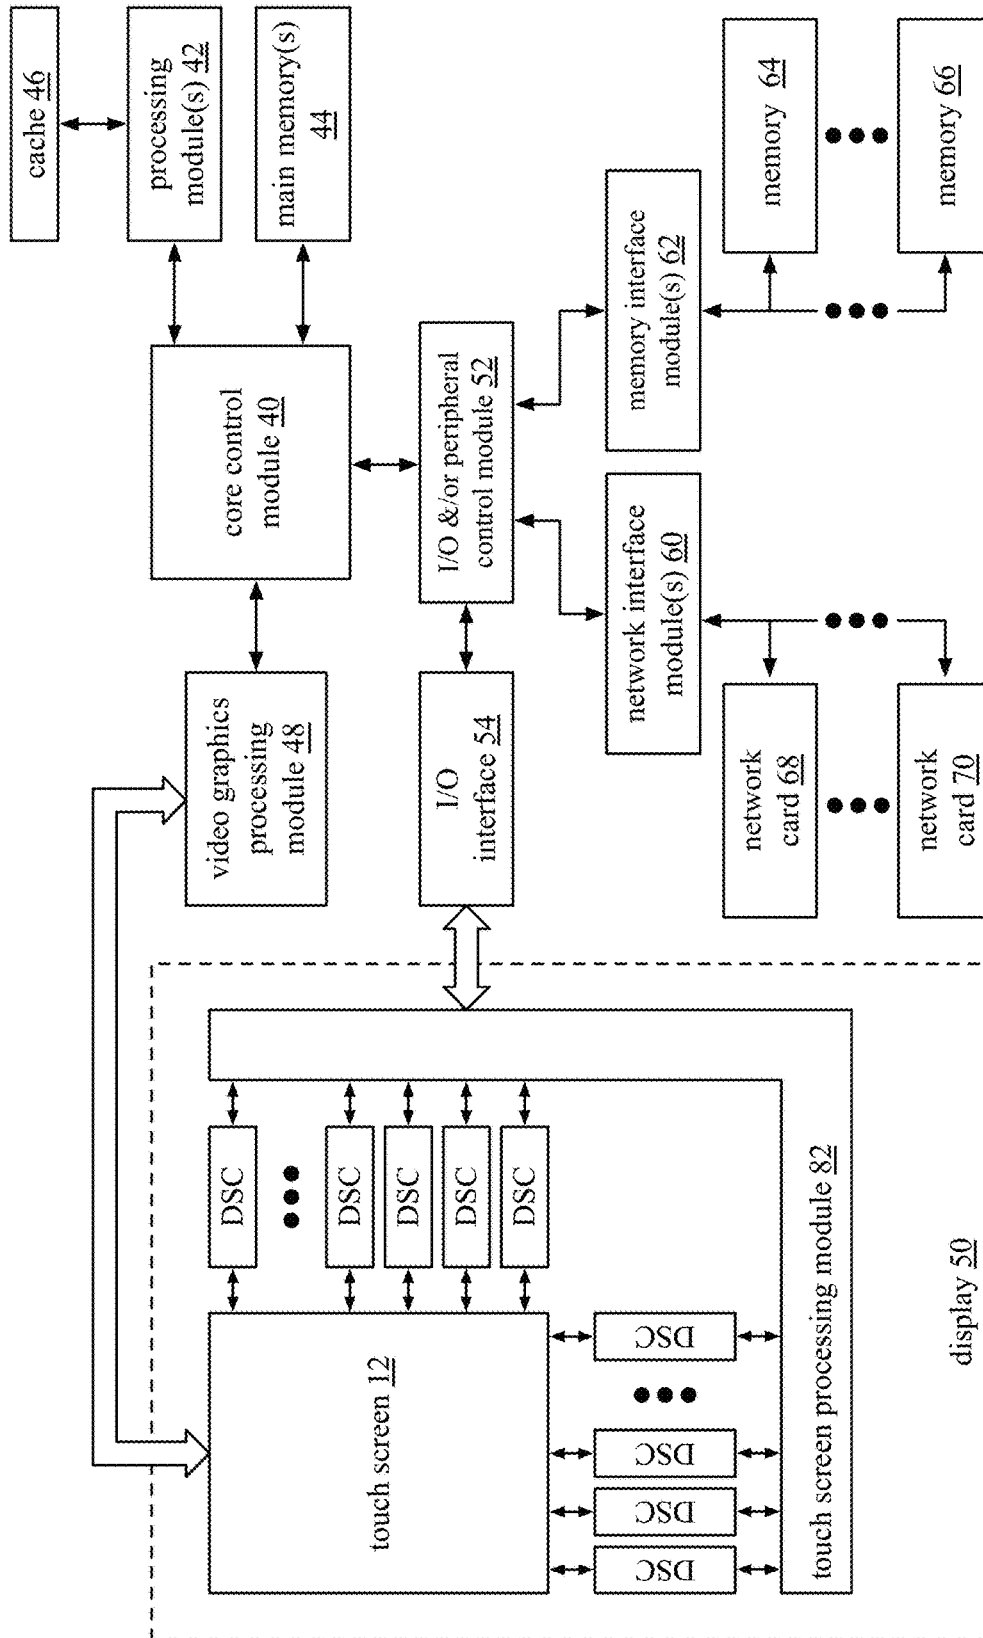 cache 46
processing
module(s) 42
main memory(s)
44
core control
module 40
video graphics
processing
module 48
I/O &/or peripheral
control module 52
I/O
interface 54
touch screen 12
DSC
DSC
DSC
DSC
DSC
DSC
DSC
DSC
DSC
touch screen processing module 82
display 50
network interface
module(s) 60
memory interface
module(s) 62
network
card 68
network
card 70
memory 64
memory 66